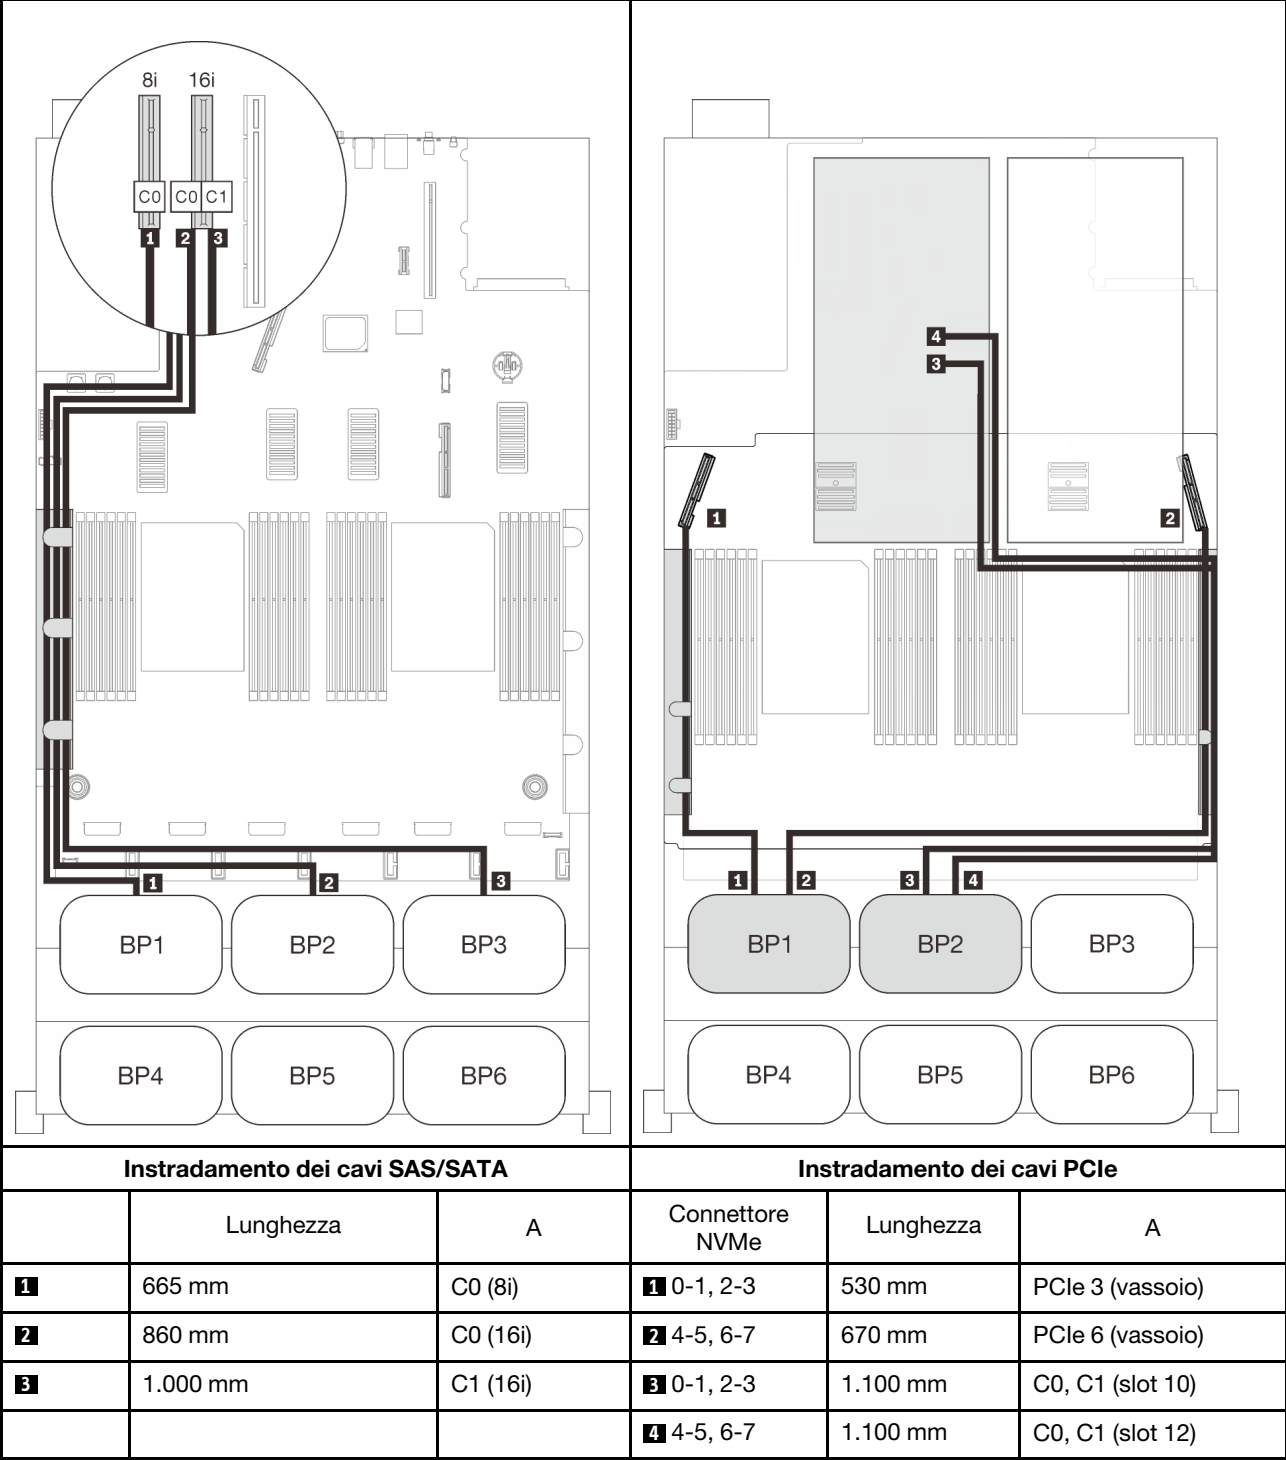 8i 16i
C0 C0 C1
1 2 3
1 2 3
BP1 BP2 BP3
BP4 BP5 BP6
4
3
1 2
1 2 3 4
BP1 BP2 BP3
BP4 BP5 BP6
Instradamento dei cavi SAS/SATA
Lunghezza A
1 665 mm C0 (8i)
2 860 mm C0 (16i)
3 1.000 mm C1 (16i)
Instradamento dei cavi PCIe
Connettore
NVMe Lunghezza A
1 0-1, 2-3 530 mm PCIe 3 (vassoio)
2 4-5, 6-7 670 mm PCIe 6 (vassoio)
3 0-1, 2-3 1.100 mm C0, C1 (slot 10)
4 4-5, 6-7 1.100 mm C0, C1 (slot 12)